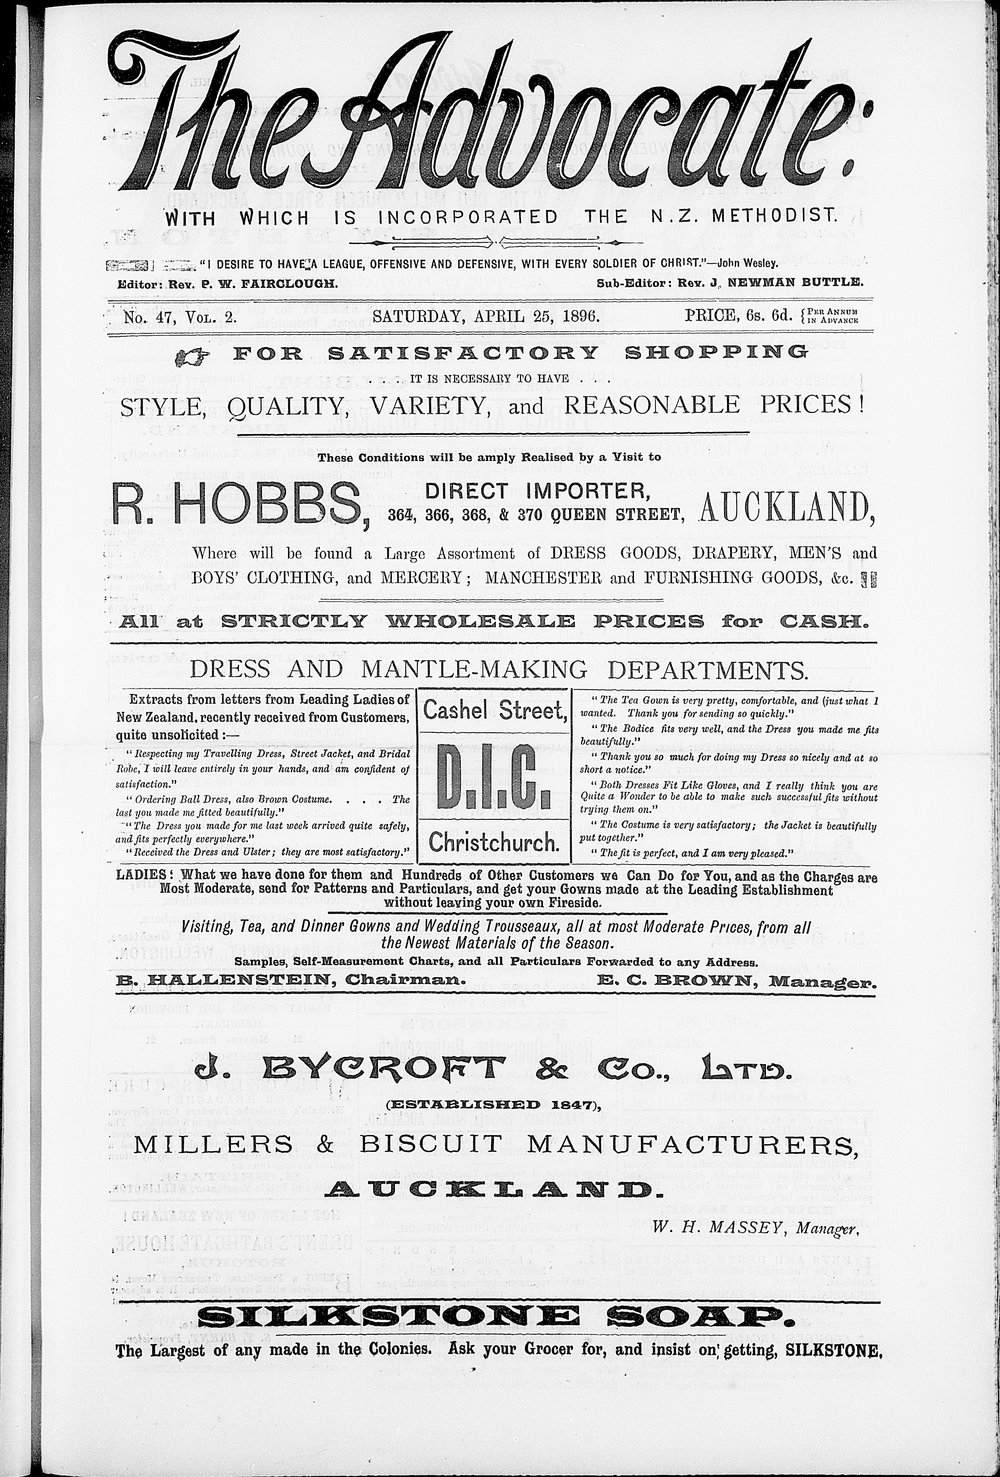 The Advocate:
WITH WHICH IS INCORPORATED THE N.Z. METHODIST.
"I DESIRE TO HAVE A LEAGUE, OFFENSIVE AND DEFENSIVE, WITH EVERY SOLDIER OF CHRIST."—John Wesley.
Editor: Rev. P. W. FAIRCLOUGH. Sub-Editor: Rev. J. NEWMAN BUTTLE.
No. 47, Vol. 2. SATURDAY, APRIL 25, 1896. PRICE, 6s. 6d. {Per Annum in Advance
FOR SATISFACTORY SHOPPING
. . . IT IS NECESSARY TO HAVE . . .
STYLE, QUALITY, VARIETY, and REASONABLE PRICES!
These Conditions will be amply Realised by a Visit to
R. HOBBS, DIRECT IMPORTER, 364, 366, 368, & 370 QUEEN STREET, AUCKLAND,
Where will be found a Large Assortment of DRESS GOODS, DRAPERY, MEN'S and
BOYS' CLOTHING, and MERCERY; MANCHESTER and FURNISHING GOODS, &c.
All at STRICTLY WHOLESALE PRICES for CASH.
DRESS AND MANTLE-MAKING DEPARTMENTS.
Extracts from letters from Leading Ladies of
New Zealand, recently received from Customers,
quite unsolicited :—
"Respecting my Travelling Dress, Street Jacket, and Bridal
Robe, I will leave entirely in your hands, and am confident of
satisfaction."
"Ordering Ball Dress, also Brown Costume. . . . The
last you made me fitted beautifully."
"The Dress you made for me last week arrived quite safely,
and fits perfectly everywhere."
"Received the Dress and Ulster; they are most satisfactory."
Cashel Street,
D.I.C.
Christchurch.
"The Tea Gown is very pretty, comfortable, and (just what I
wanted. Thank you for sending so quickly."
"The Bodice fits very well, and the Dress you made me fits
beautifully."
"Thank you so much for doing my Dress so nicely and at so
short a notice."
"Both Dresses Fit Like Gloves, and I really think you are
Quite a Wonder to be able to make such successful fits without
trying them on."
"The Costume is very satisfactory; the Jacket is beautifully
put together."
"The fit is perfect, and I am very pleased."
LADIES! What we have done for them and Hundreds of Other Customers we Can Do for You, and as the Charges are
Most Moderate, send for Patterns and Particulars, and get your Gowns made at the Leading Establishment
without leaving your own Fireside.
Visiting, Tea, and Dinner Gowns and Wedding Trousseaux, all at most Moderate Prices, from all
the Newest Materials of the Season.
Samples, Self-Measurement Charts, and all Particulars Forwarded to any Address.
B. HALLENSTEIN, Chairman. E. C. BROWN, Manager.
J. BYCROFT & Co., LTD.
(ESTABLISHED 1847),
MILLERS & BISCUIT MANUFACTURERS,
AUCKLAND.
W. H. MASSEY, Manager,
SILKSTONE SOAP.
The Largest of any made in the Colonies. Ask your Grocer for, and insist on getting, SILKSTONE,